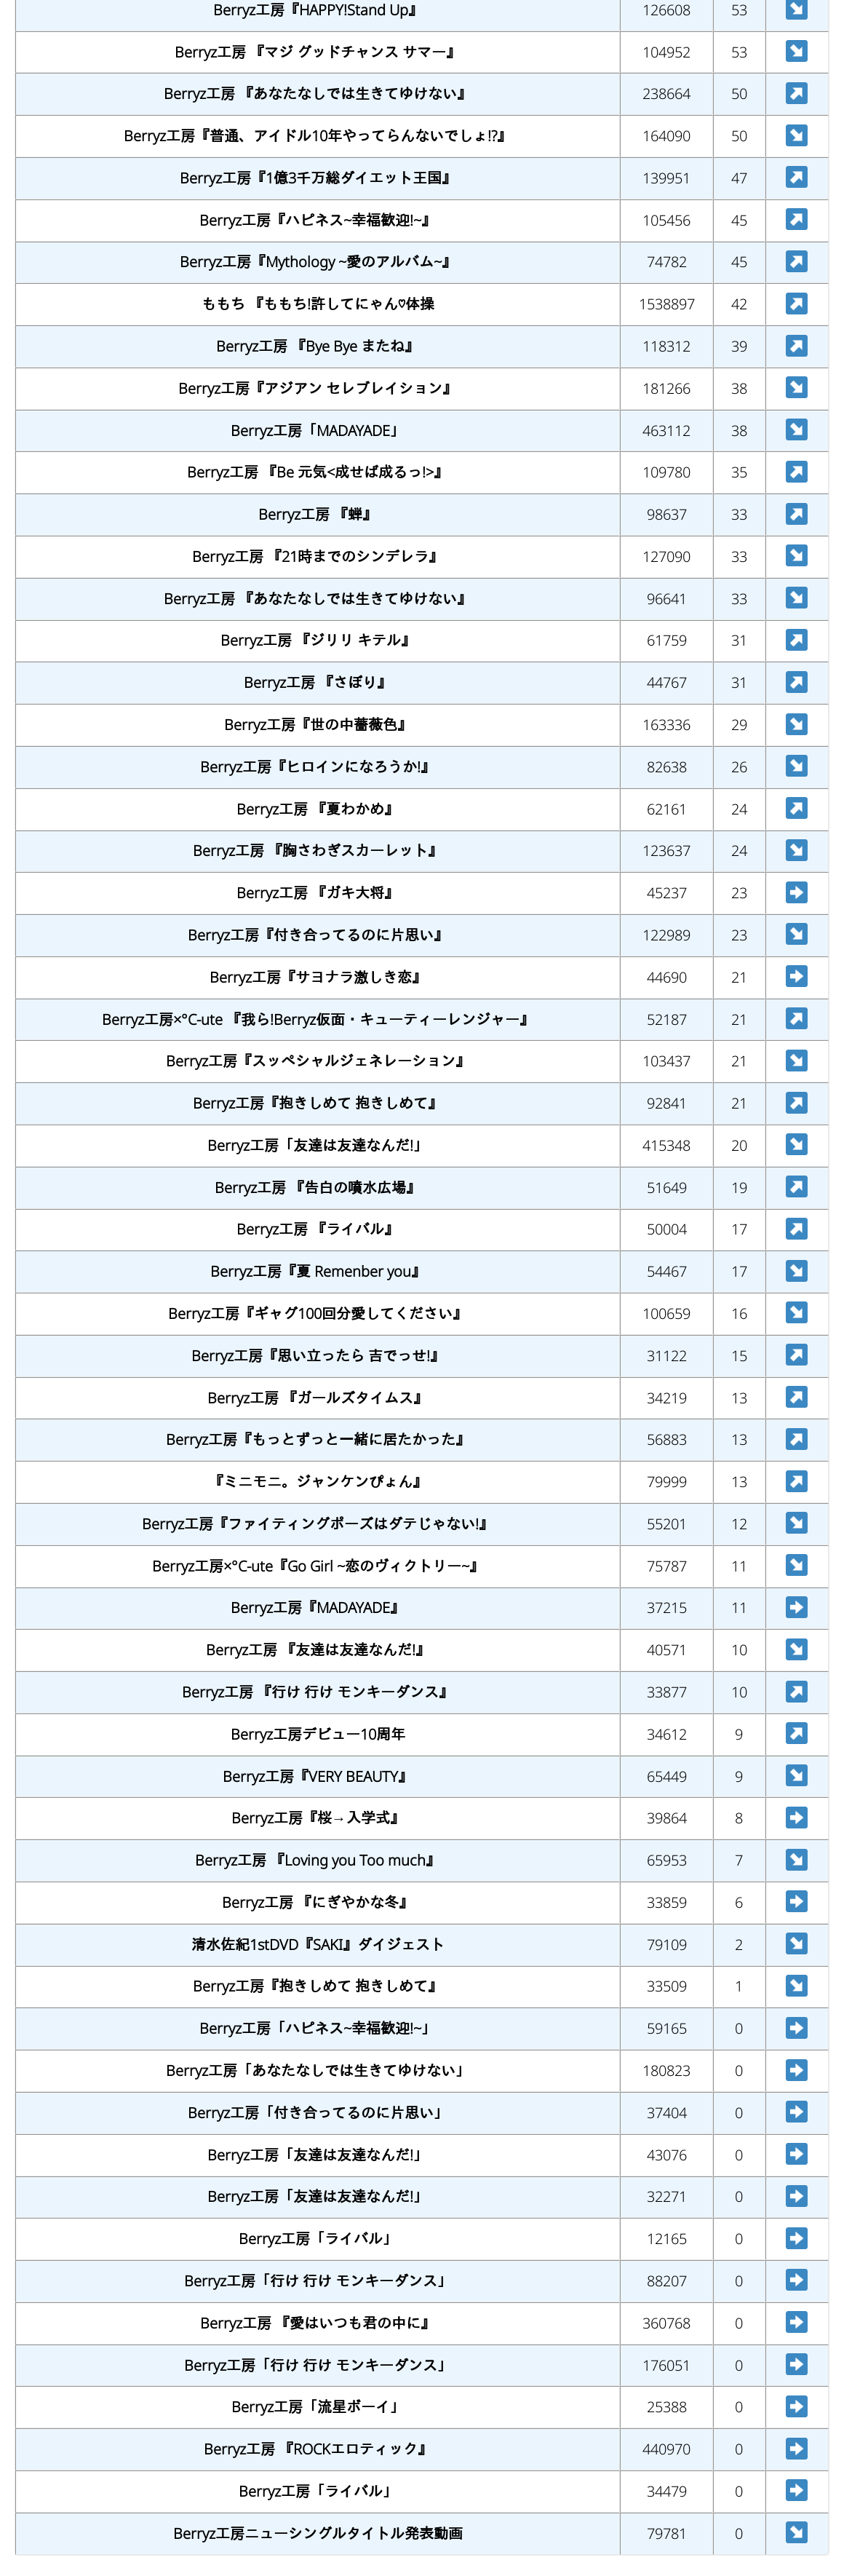 Berryz工房『HAPPY!Stand Up』 126608 53 ↘
Berryz工房 『マジ グッドチャンス サマー』 104952 53 ↘
Berryz工房 『あなたなしでは生きてゆけない』 238664 50 ↗
Berryz工房『普通、アイドル10年やってらんないでしょ!?』 164090 50 ↘
Berryz工房『1億3千万総ダイエット王国』 139951 47 ↗
Berryz工房『ハピネス~幸福歓迎!~』 105456 45 ↗
Berryz工房『Mythology ~愛のアルバム~』 74782 45 ↗
ももち 『ももち!許してにゃん♡体操 1538897 42 ↗
Berryz工房 『Bye Bye またね』 118312 39 ↗
Berryz工房『アジアン セレブレイション』 181266 38 ↘
Berryz工房「MADAYADE」 463112 38 ↘
Berryz工房 『Be 元気<成せば成るっ!>』 109780 35 ↗
Berryz工房 『蝉』 98637 33 ↗
Berryz工房 『21時までのシンデレラ』 127090 33 ↘
Berryz工房 『あなたなしでは生きてゆけない』 96641 33 ↘
Berryz工房 『ジリリ キテル』 61759 31 ↗
Berryz工房 『さぼり』 44767 31 ↗
Berryz工房『世の中薔薇色』 163336 29 ↘
Berryz工房『ヒロインになろうか!』 82638 26 ↘
Berryz工房 『夏わかめ』 62161 24 ↗
Berryz工房 『胸さわぎスカーレット』 123637 24 ↘
Berryz工房 『ガキ大将』 45237 23 ➡
Berryz工房『付き合ってるのに片思い』 122989 23 ↘
Berryz工房『サヨナラ激しき恋』 44690 21 ➡
Berryz工房×°C-ute 『我ら!Berryz仮面・キューティーレンジャー』 52187 21 ↗
Berryz工房『スッペシャルジェネレ～ション』 103437 21 ↘
Berryz工房『抱きしめて 抱きしめて』 92841 21 ↗
Berryz工房「友達は友達なんだ!」 415348 20 ↘
Berryz工房 『告白の噴水広場』 51649 19 ↗
Berryz工房 『ライバル』 50004 17 ↗
Berryz工房『夏 Remenber you』 54467 17 ↘
Berryz工房『ギャグ100回分愛してください』 100659 16 ↘
Berryz工房『思い立ったら 吉でっせ!』 31122 15 ↗
Berryz工房 『ガールズタイムス』 34219 13 ↗
Berryz工房『もっとずっと一緒に居たかった』 56883 13 ↗
『ミニモニ。ジャンケンぴょん』 79999 13 ↗
Berryz工房『ファイティングポーズはダテじゃない!』 55201 12 ↘
Berryz工房×°C-ute『Go Girl ~恋のヴィクトリー~』 75787 11 ↘
Berryz工房『MADAYADE』 37215 11 ➡
Berryz工房 『友達は友達なんだ!』 40571 10 ↘
Berryz工房 『行け 行け モンキーダンス』 33877 10 ↗
Berryz工房デビュー10周年 34612 9 ↗
Berryz工房『VERY BEAUTY』 65449 9 ↘
Berryz工房『桜→入学式』 39864 8 ➡
Berryz工房 『Loving you Too much』 65953 7 ↘
Berryz工房 『にぎやかな冬』 33859 6 ➡
清水佐紀1stDVD『SAKI』ダイジェスト 79109 2 ↘
Berryz工房『抱きしめて 抱きしめて』 33509 1 ↘
Berryz工房「ハピネス~幸福歓迎!~」 59165 0 ➡
Berryz工房「あなたなしでは生きてゆけない」 180823 0 ➡
Berryz工房「付き合ってるのに片思い」 37404 0 ➡
Berryz工房「友達は友達なんだ!」 43076 0 ➡
Berryz工房「友達は友達なんだ!」 32271 0 ➡
Berryz工房「ライバル」 12165 0 ➡
Berryz工房「行け 行け モンキーダンス」 88207 0 ➡
Berryz工房 『愛はいつも君の中に』 360768 0 ➡
Berryz工房「行け 行け モンキーダンス」 176051 0 ➡
Berryz工房「流星ボーイ」 25388 0 ➡
Berryz工房 『ROCKエロティック』 440970 0 ➡
Berryz工房「ライバル」 34479 0 ➡
Berryz工房ニューシングルタイトル発表動画 79781 0 ↘